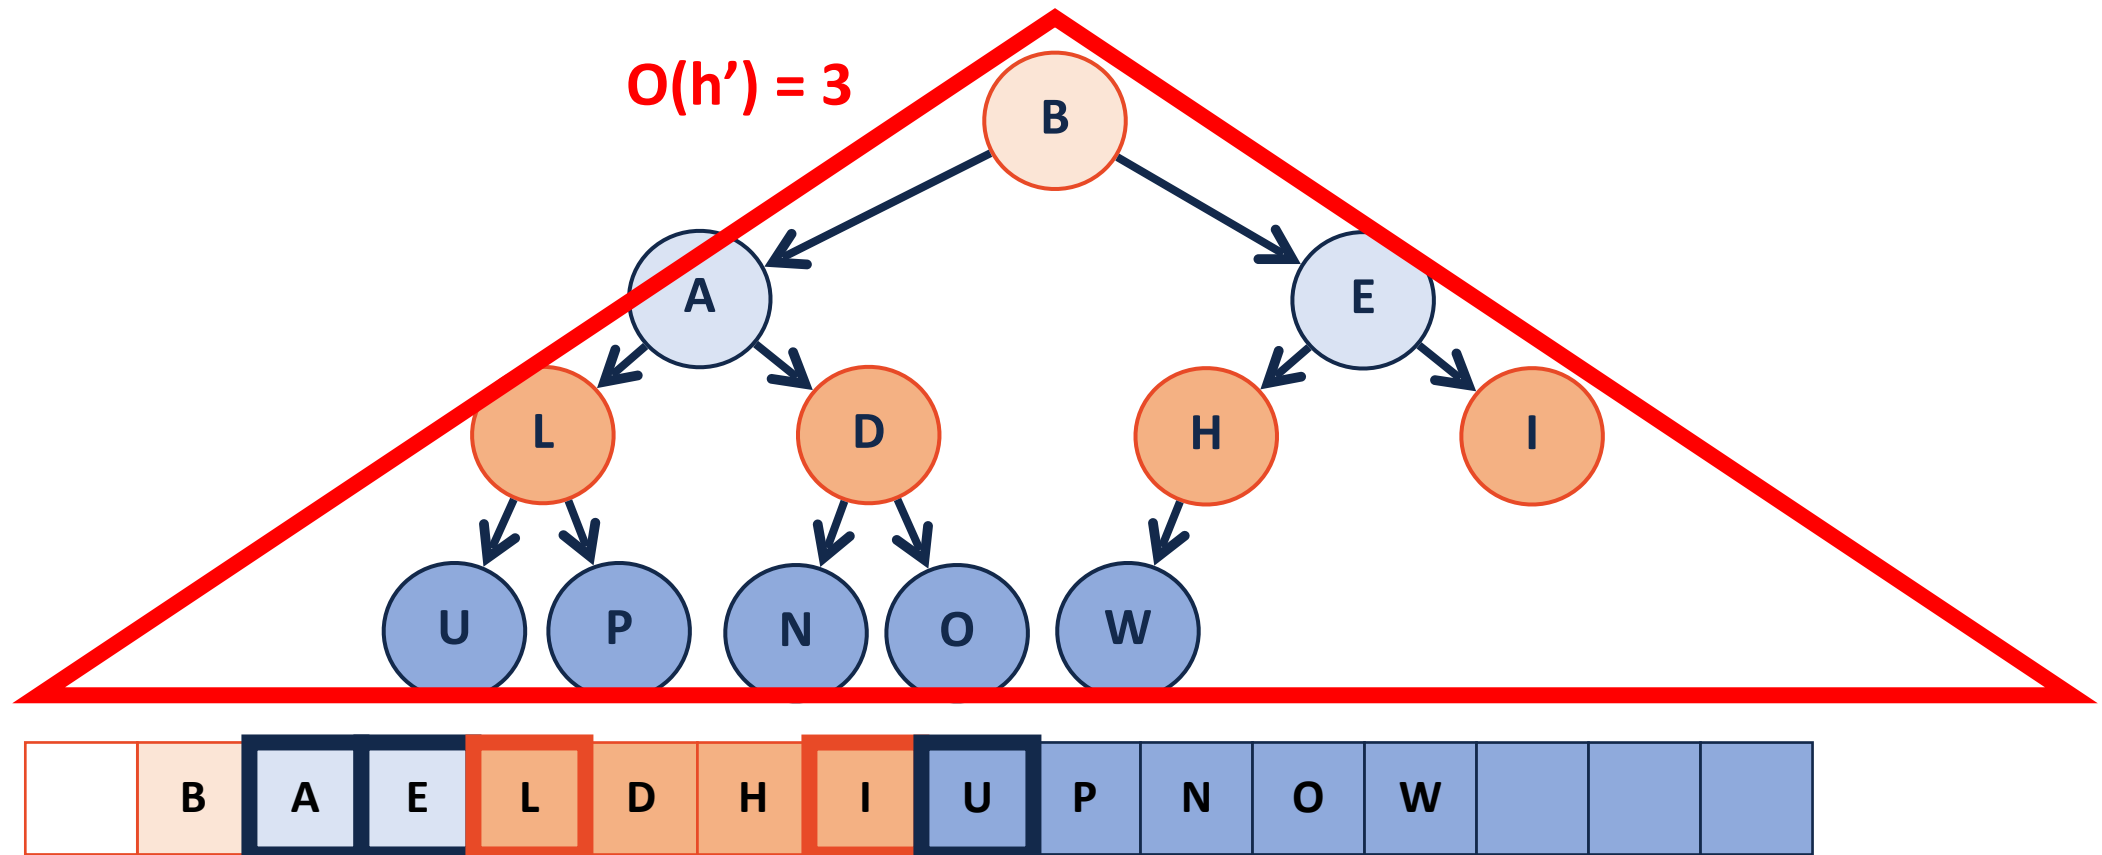 O(h’) = 3
B
A E
L D H I
U P N O W
B A E L D H I U P N O W